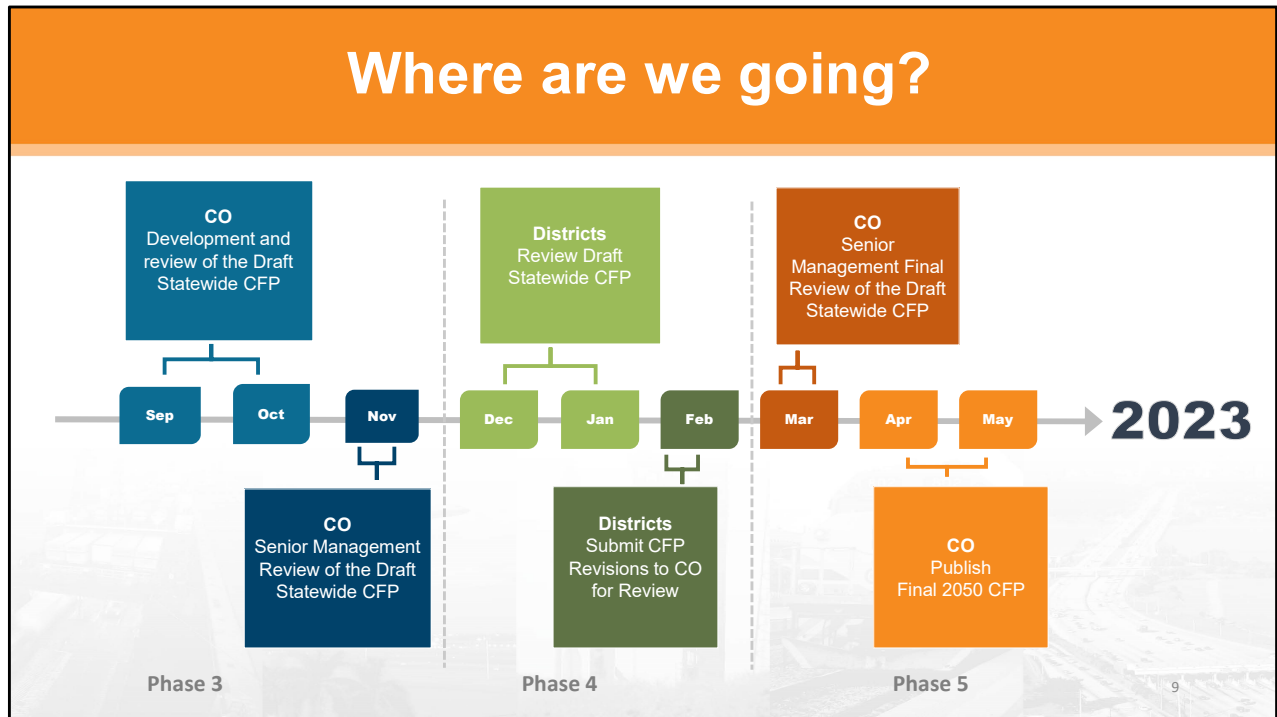 Where are we going?
CO
Development and
review of the Draft
Statewide CFP
Districts
Review Draft
Statewide CFP
CO
Senior
Management Final
Review of the Draft
Statewide CFP
Sep
Oct
Nov
Dec
Jan
Feb
Mar
Apr
May
2023
CO
Senior Management
Review of the Draft
Statewide CFP
Districts
Submit CFP
Revisions to CO
for Review
CO
Publish
Final 2050 CFP
Phase 3
Phase 4
Phase 5
9